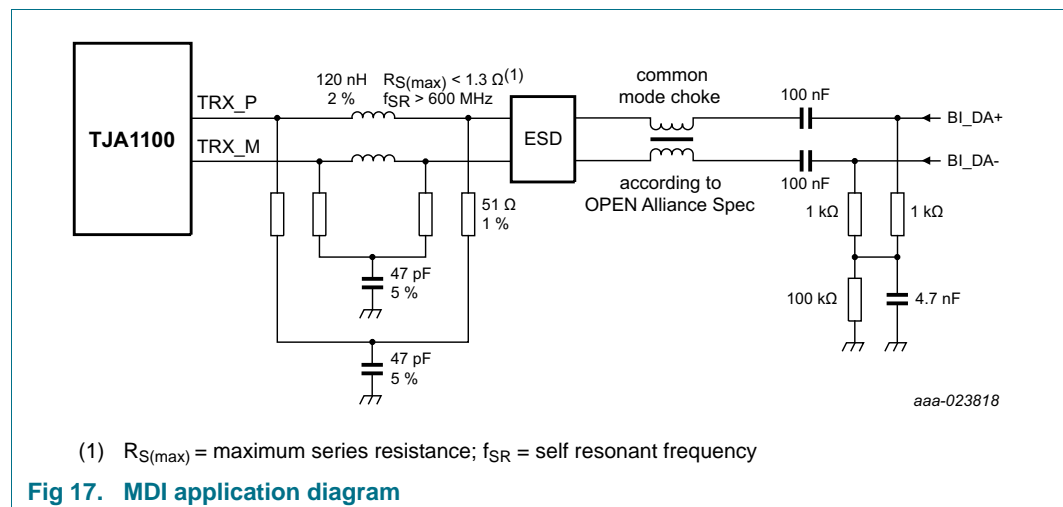 TJA1100
TRX_P
TRX_M
120 nH
2 %
RS(max) < 1.3 Ω(1)
fSR > 600 MHz
ESD
common
mode choke
according to
OPEN Alliance Spec
100 nF
100 nF
BI_DA+
BI_DA-
51 Ω
1 %
1 kΩ
1 kΩ
47 pF
5 %
100 kΩ
4.7 nF
47 pF
5 %
aaa-023818
(1) RS(max) = maximum series resistance; fSR = self resonant frequency
Fig 17. MDI application diagram